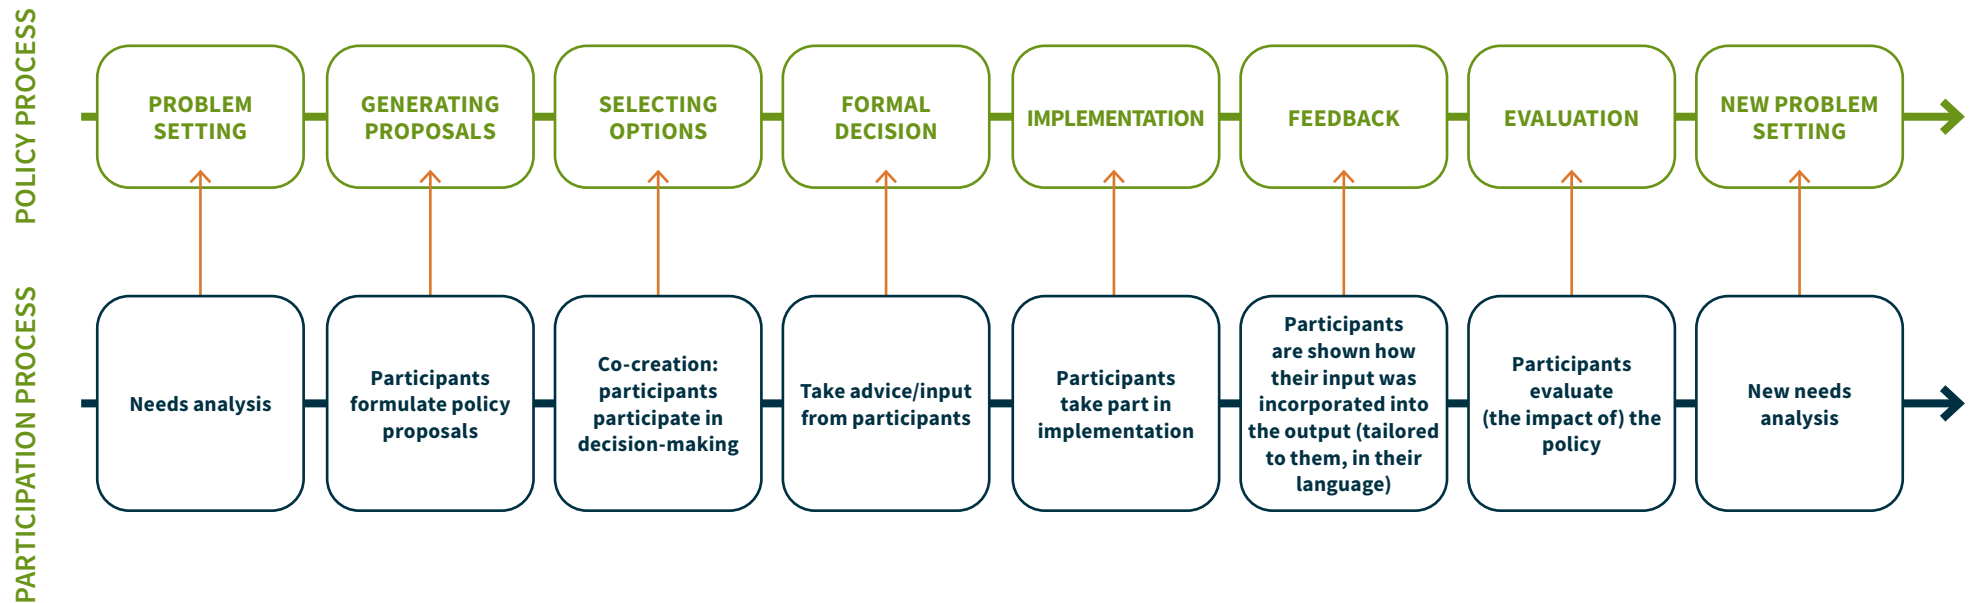 POLICY PROCESS
PROBLEM
SETTING
GENERATING
PROPOSALS
SELECTING
OPTIONS
FORMAL
DECISION
IMPLEMENTATION
FEEDBACK
EVALUATION
NEW PROBLEM
SETTING
PARTICIPATION PROCESS
Needs analysis
Participants
formulate policy
proposals
Co-creation:
participants
participate in
decision-making
Take advice/input
from participants
Participants
take part in
implementation
Participants
are shown how
their input was
incorporated into
the output (tailored
to them, in their
language)
Participants
evaluate
(the impact of) the
policy
New needs
analysis